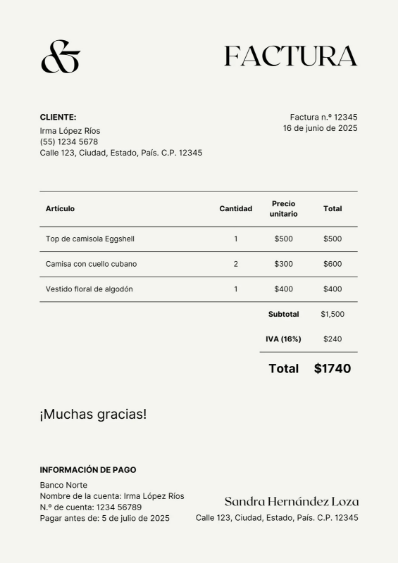 &
FACTURA
CLIENTE:
Irma López Ríos
(55) 1234 5678
Calle 123, Ciudad, Estado, País. C.P. 12345
Factura n.º 12345
16 de junio de 2025
Artículo Cantidad Precio unitario Total
Top de camisola Eggshell 1 $500 $500
Camisa con cuello cubano 2 $300 $600
Vestido floral de algodón 1 $400 $400
Subtotal $1,500
IVA (16%) $240
Total $1740
¡Muchas gracias!
INFORMACIÓN DE PAGO
Banco Norte
Nombre de la cuenta: Irma López Ríos
N.º de cuenta: 1234 56789
Pagar antes de: 5 de julio de 2025
Sandra Hernández Loza
Calle 123, Ciudad, Estado, País. C.P. 12345